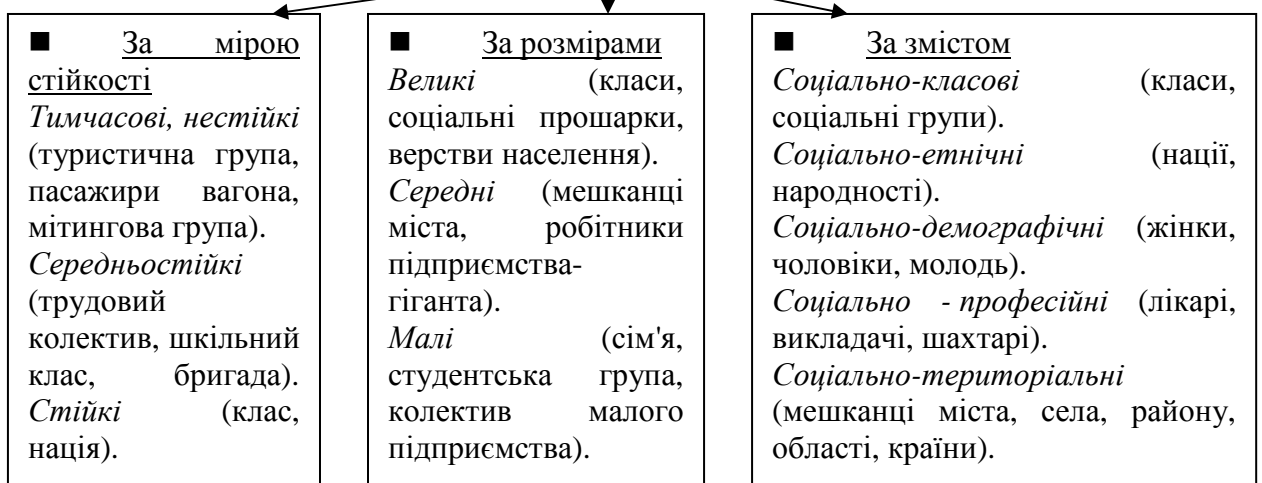 ■ За мірою
стійкості
Тимчасові, нестійкі
(туристична група,
пасажири вагона,
мітингова група).
Середньостійкі
(трудовий
колектив, шкільний
клас, бригада).
Стійкі (клас,
нація).
■ За розмірами
Великі (класи,
соціальні прошарки,
верстви населення).
Середні (мешканці
міста, робітники
підприємства-
гіганта).
Малі (сім'я,
студентська група,
колектив малого
підприємства).
■ За змістом
Соціально-класові (класи,
соціальні групи).
Соціально-етнічні (нації,
народності).
Соціально-демографічні (жінки,
чоловіки, молодь).
Соціально - професійні (лікарі,
викладачі, шахтарі).
Соціально-територіальні
(мешканці міста, села, району,
області, країни).